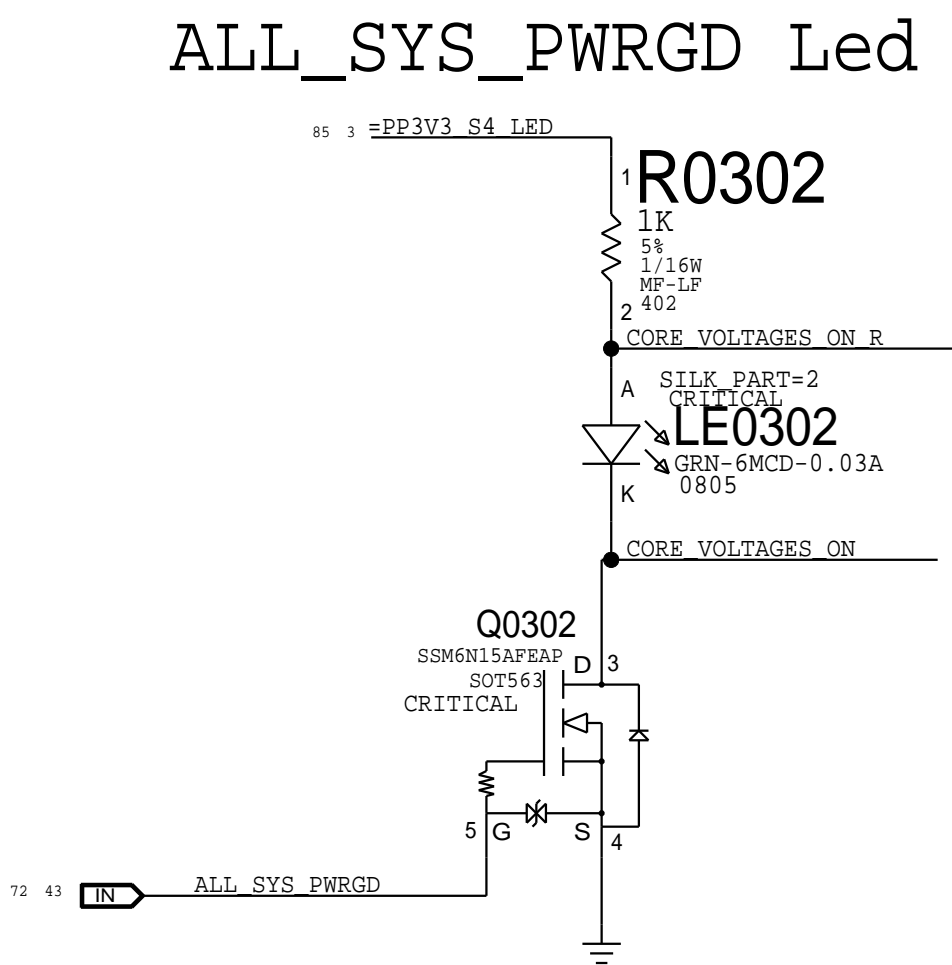 ALL_SYS_PWRGD Led
85 3 =PP3V3_S4_LED
1
R0302
1K
5%
1/16W
MF-LF
402
2
CORE_VOLTAGES_ON_R
SILK_PART=2
CRITICAL
A
LE0302
GRN-6MCD-0.03A
0805
K
CORE_VOLTAGES_ON
Q0302
SSM6N15AFEAP
SOT563
CRITICAL
D 3
5 G
S
4
72 43 IN ALL_SYS_PWRGD